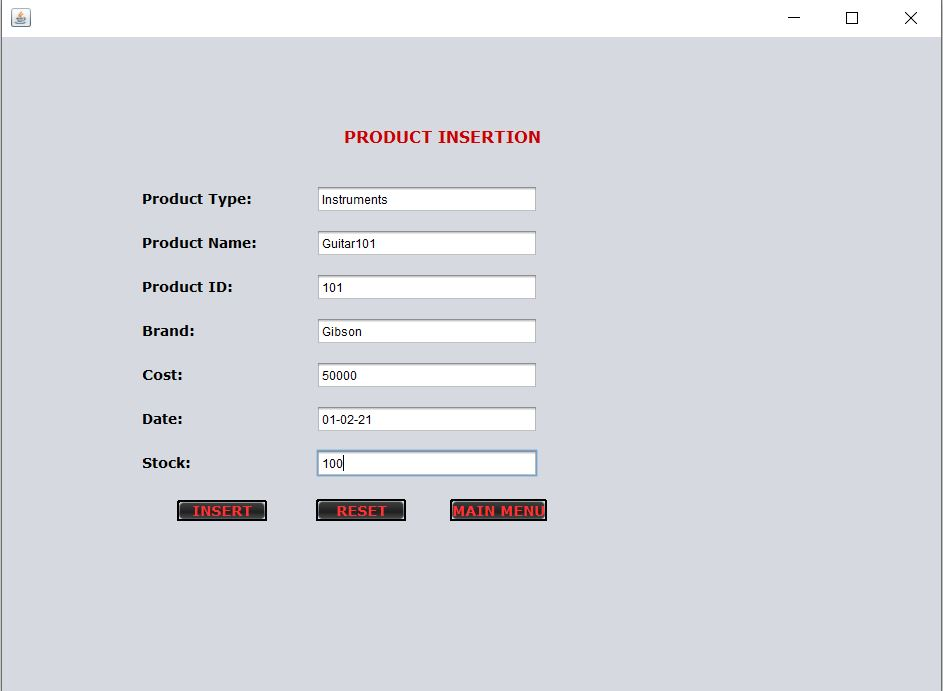 PRODUCT INSERTION
Product Type: Instruments
Product Name: Guitar101
Product ID: 101
Brand: Gibson
Cost: 50000
Date: 01-02-21
Stock: 100
INSERT RESET MAIN MENU